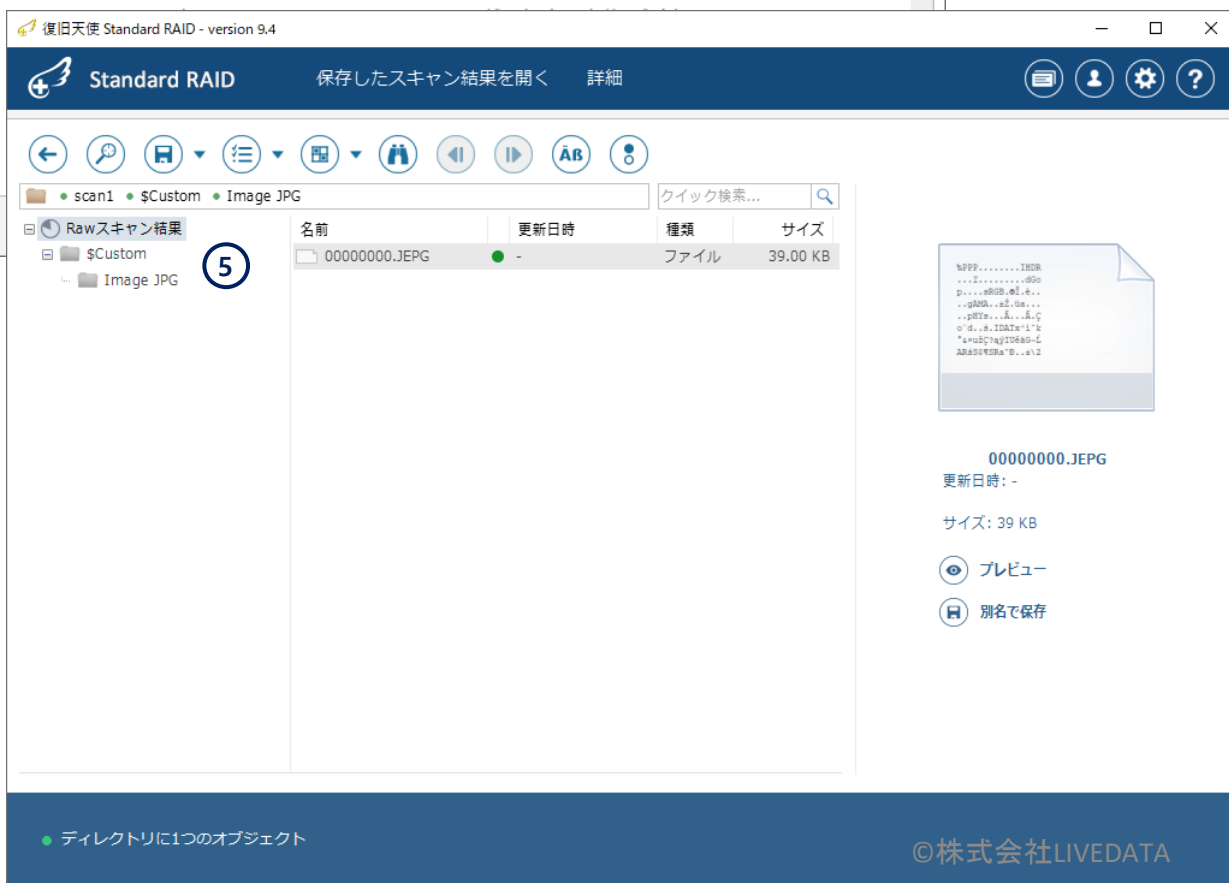 復旧天使 Standard RAID - version 9.4
Standard RAID 保存したスキャン結果を開く 詳細
scan1 $Custom Image JPG
クイック検索...
Rawスキャン結果
$Custom
Image JPG
5
名前 更新日時 種類 サイズ
00000000.JEPG - ファイル 39.00 KB
00000000.JEPG
更新日時: -
サイズ: 39 KB
プレビュー
別名で保存
ディレクトリに1つのオブジェクト
©株式会社LIVEDATA